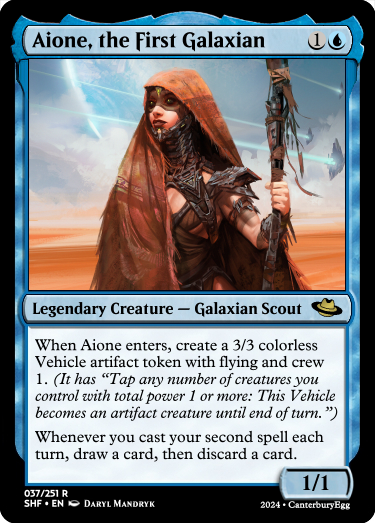 Aione, the First Galaxian 1
Legendary Creature — Galaxian Scout
When Aione enters, create a 3/3 colorless
Vehicle artifact token with flying and crew
1. (It has “Tap any number of creatures you
control with total power 1 or more: This Vehicle
becomes an artifact creature until end of turn.”)
Whenever you cast your second spell each
turn, draw a card, then discard a card.
1/1
037/251 R
SHF • EN Daryl Mandryk
2024 • CanterburyEgg